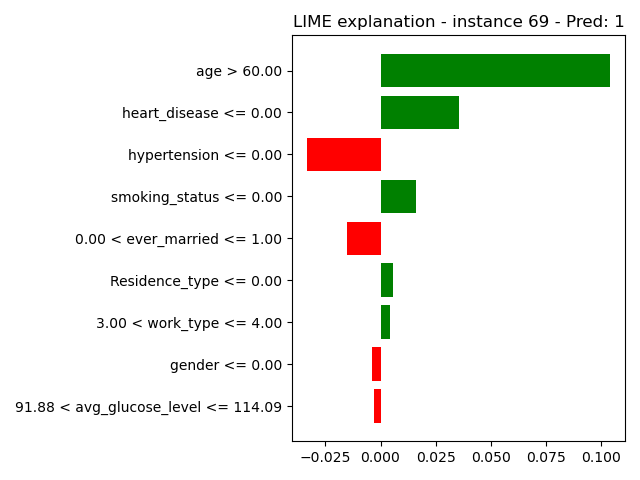 LIME explanation - instance 69 - Pred: 1
age > 60.00
heart_disease <= 0.00
hypertension <= 0.00
smoking_status <= 0.00
0.00 < ever_married <= 1.00
Residence_type <= 0.00
3.00 < work_type <= 4.00
gender <= 0.00
91.88 < avg_glucose_level <= 114.09
−0.025 0.000 0.025 0.050 0.075 0.100